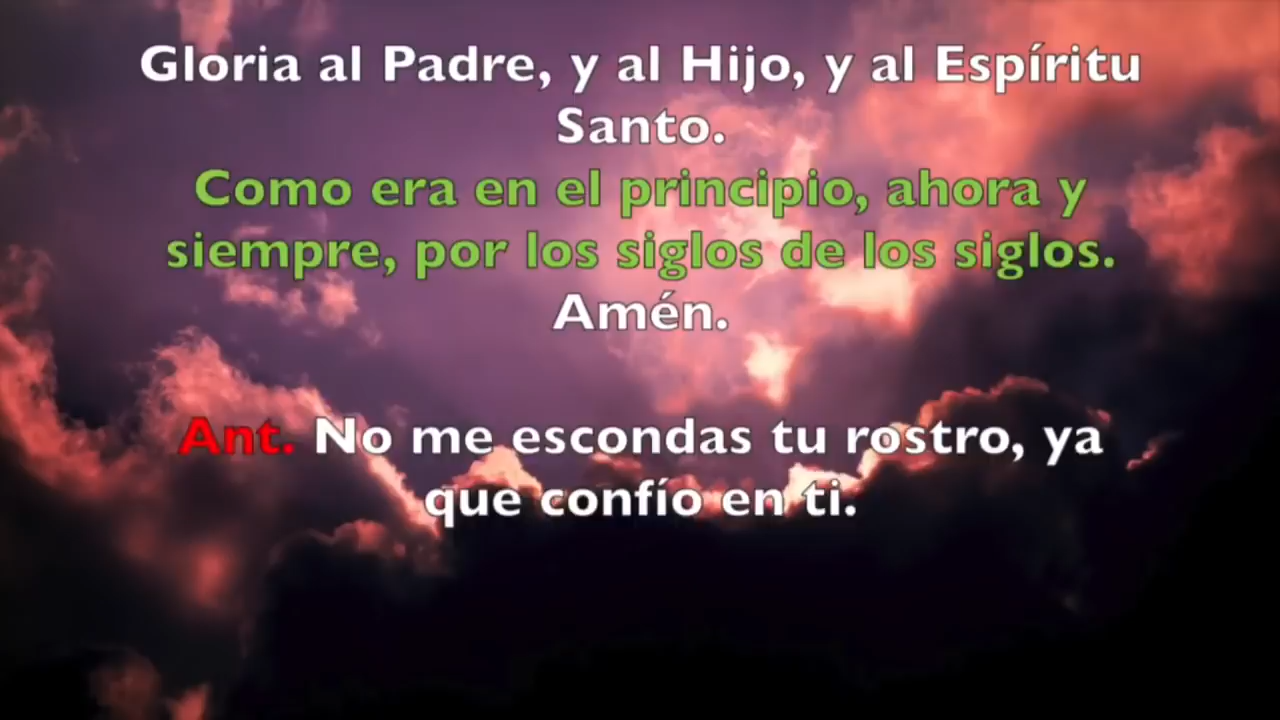 Gloria al Padre, y al Hijo, y al Espíritu
Santo.
Como era en el principio, ahora y
siempre, por los siglos de los siglos.
Amén.
Ant. No me escondas tu rostro, ya
que confío en ti.